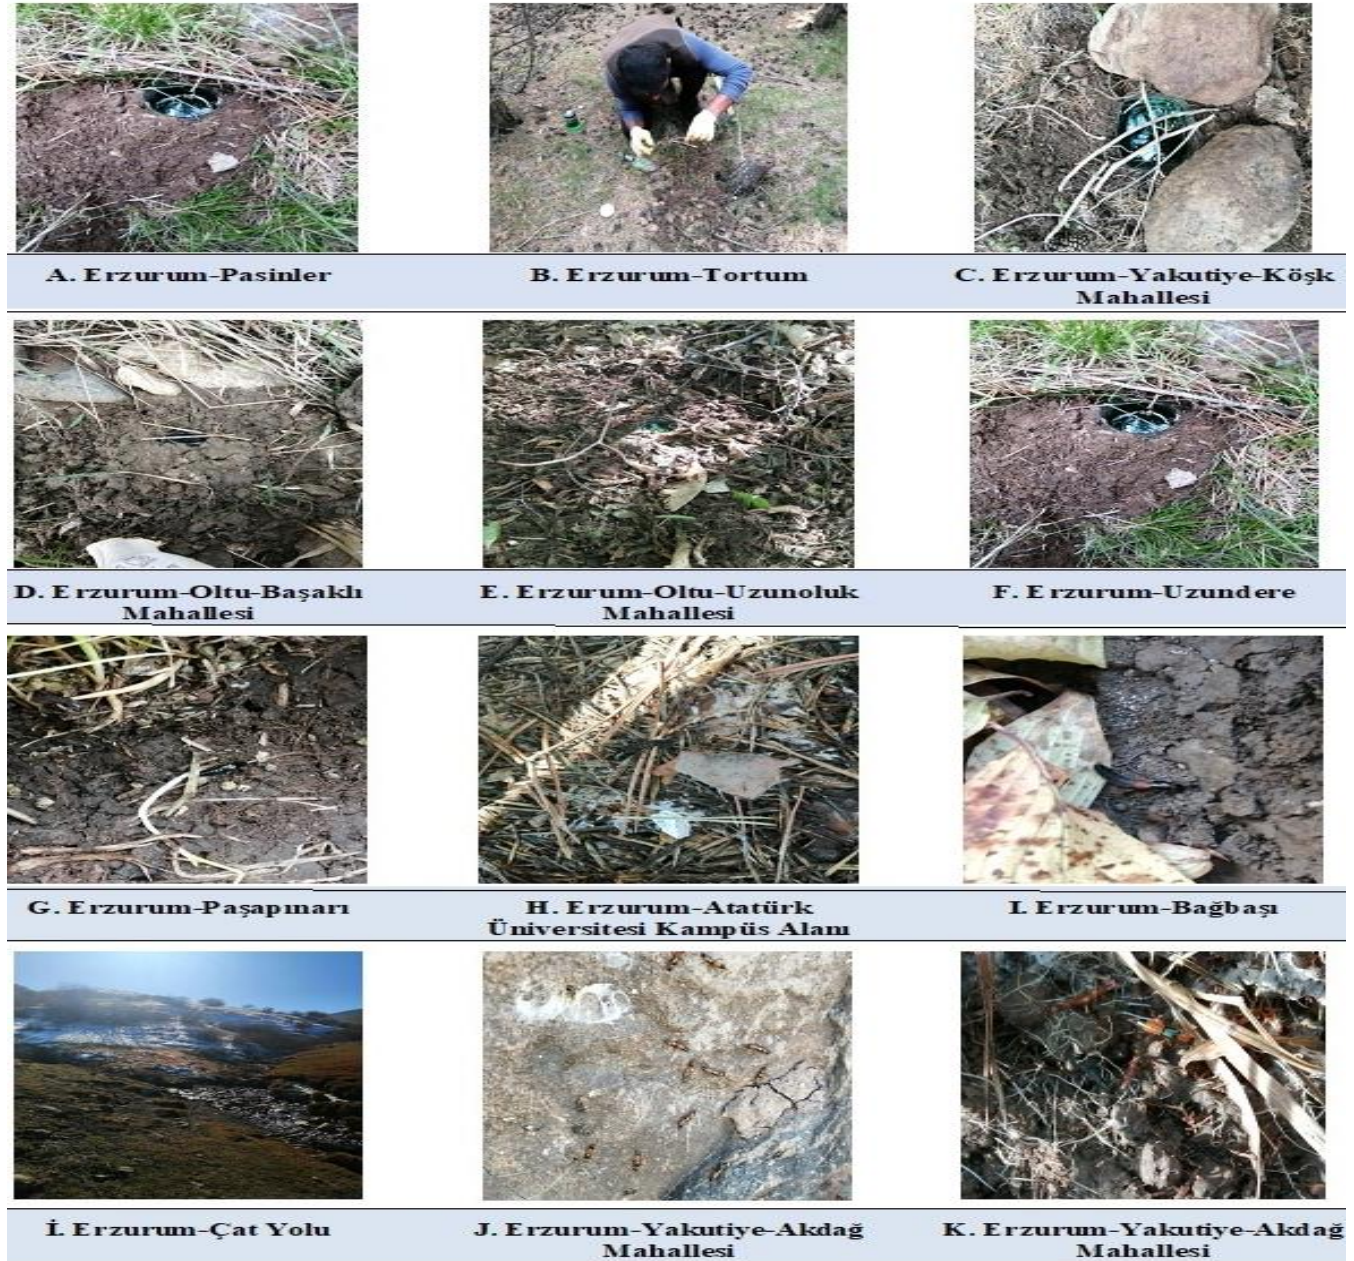 A. Erzurum-Pasinler
B. Erzurum-Tortum
C. Erzurum-Yakutiye-Köşk
Mahallesi
D. Erzurum-Oltu-Başaklı
Mahallesi
E. Erzurum-Oltu-Uzunoluk
Mahallesi
F. Erzurum-Uzundere
G. Erzurum-Paşapınarı
H. Erzurum-Atatürk
Üniversitesi Kampüs Alanı
I. Erzurum-Bağbaşı
İ. Erzurum-Çat Yolu
J. Erzurum-Yakutiye-Akdağ
Mahallesi
K. Erzurum-Yakutiye-Akdağ
Mahallesi